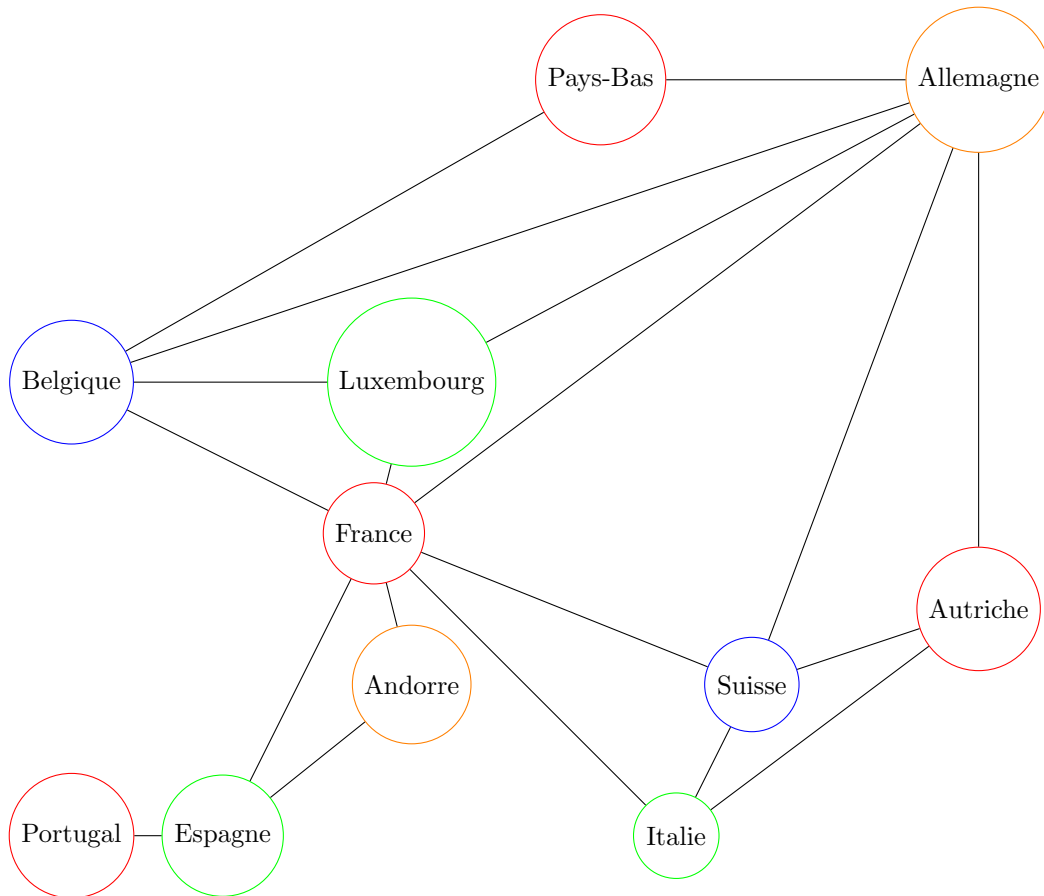 Pays-Bas
Allemagne
Belgique
Luxembourg
France
Autriche
Andorre
Suisse
Portugal
Espagne
Italie